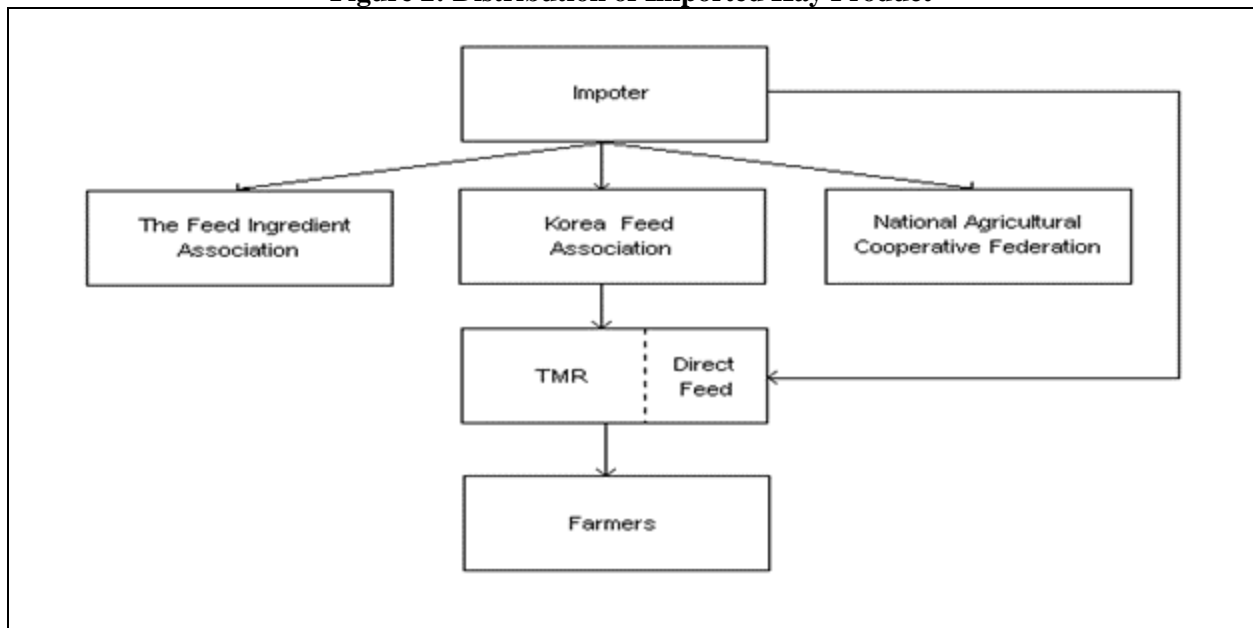 Impoter
The Feed Ingredient
Association
Korea Feed
Association
National Agricultural
Cooperative Federation
TMR
Direct
Feed
Farmers